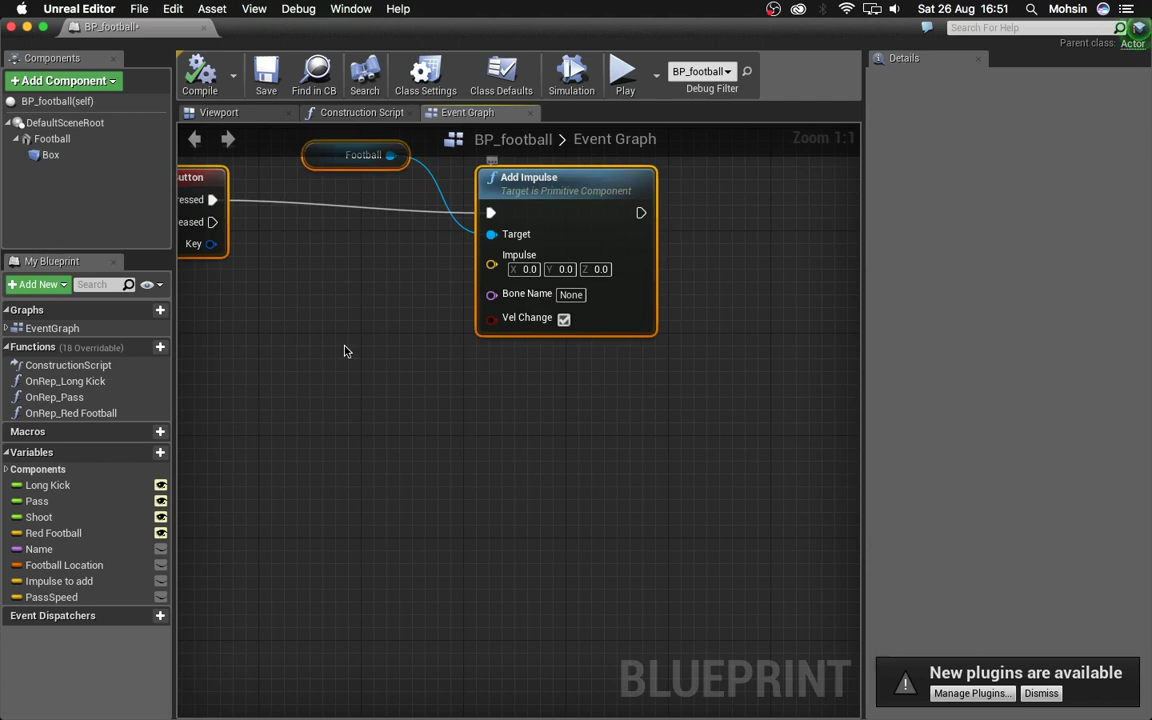 Unreal Editor File Edit Asset View Debug Window Help Sat 26 Aug 16:51 Mohsin
BP_football*
Search For Help
Parent class: Actor
Components
Add Component
BP_football(self)
DefaultSceneRoot
Football
Box
Compile
Save
Find in CB
Search
Class Settings
Class Defaults
Simulation
Play
BP_football
Debug Filter
Details
Viewport
Construction Script
Event Graph
BP_football > Event Graph
Zoom 1:1
Football
utton
essed
eased
Key
f Add Impulse
Target is Primitive Component
Target
Impulse
X 0.0 Y 0.0 Z 0.0
Bone Name None
Vel Change
BLUEPRINT
My Blueprint
+Add New
Search
Graphs
EventGraph
Functions (18 Overridable)
ConstructionScript
OnRep_Long Kick
OnRep_Pass
OnRep_Red Football
Macros
Variables
Components
Long Kick
Pass
Shoot
Red Football
Name
Football Location
Impulse to add
PassSpeed
Event Dispatchers
New plugins are available
Manage Plugins...
Dismiss